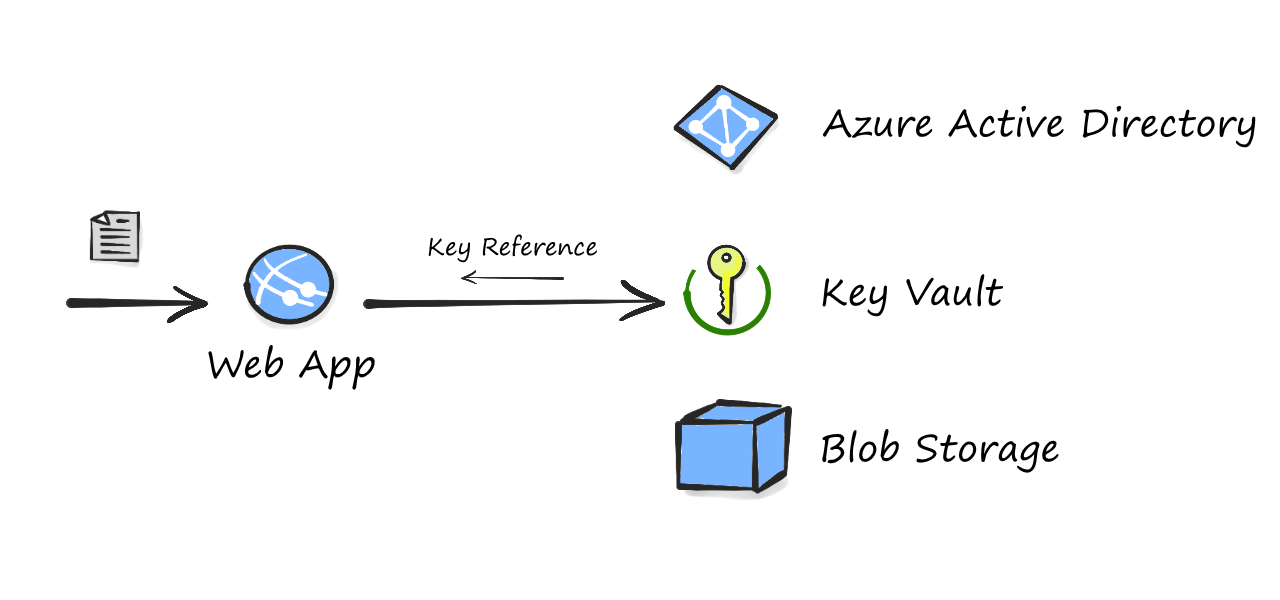 Azure Active Directory
Key Reference
Key Vault
Web App
Blob Storage